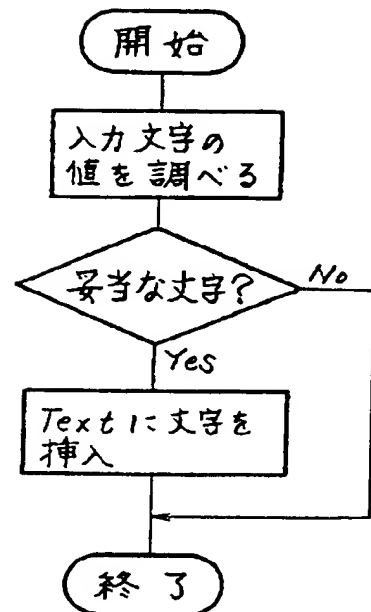 開始
入力文字の
値を調べる
妥当な文字?
No
Yes
Textに文字を
挿入
終了